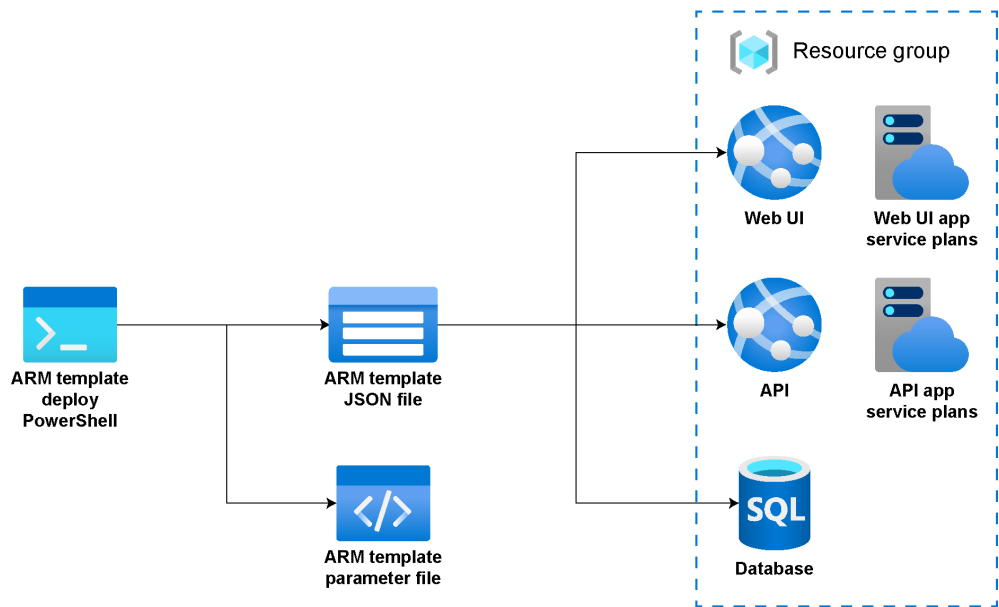 Resource group
Web UI
Web UI app
service plans
ARM template
deploy
PowerShell
ARM template
JSON file
API
API app
service plans
SQL
ARM template
parameter file
Database